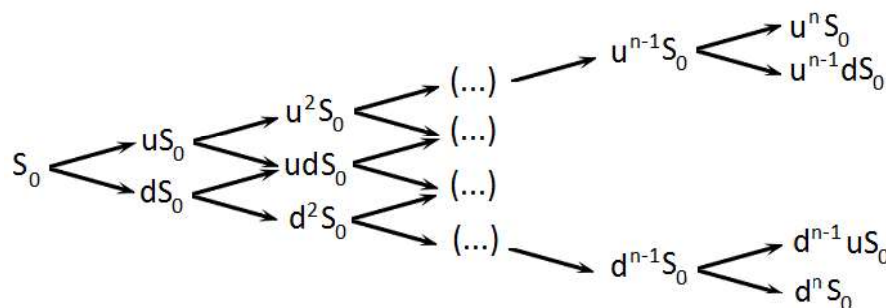 S₀
uS₀
dS₀
u²S₀
udS₀
d²S₀
(...)
(...)
(...)
(...)
uⁿ⁻¹S₀
dⁿ⁻¹S₀
uⁿS₀
uⁿ⁻¹dS₀
dⁿ⁻¹uS₀
dⁿS₀